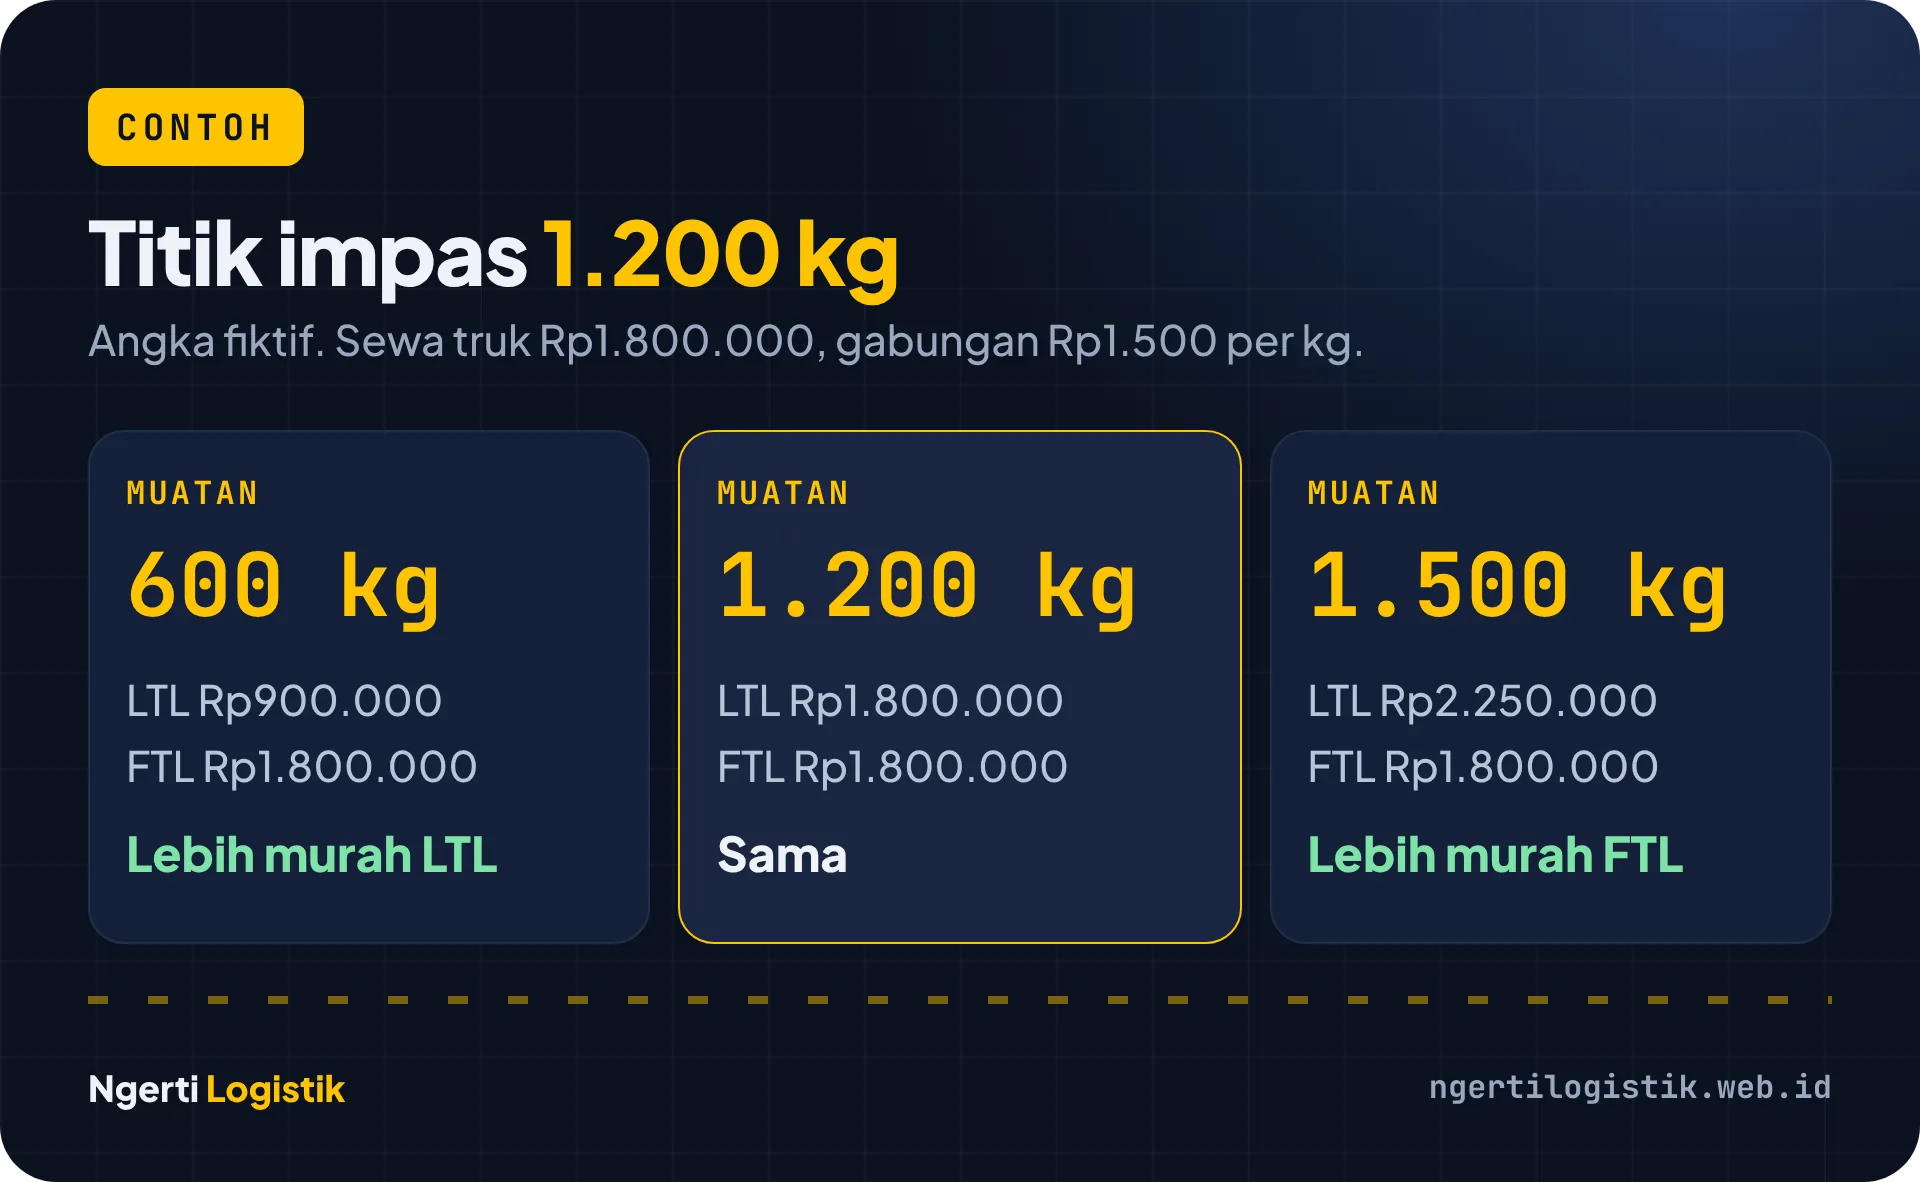 CONTOH
Titik impas 1.200 kg
Angka fiktif. Sewa truk Rp1.800.000, gabungan Rp1.500 per kg.
MUATAN
600 kg
LTL Rp900.000
FTL Rp1.800.000
Lebih murah LTL
MUATAN
1.200 kg
LTL Rp1.800.000
FTL Rp1.800.000
Sama
MUATAN
1.500 kg
LTL Rp2.250.000
FTL Rp1.800.000
Lebih murah FTL
Ngerti Logistik
ngertilogistik.web.id